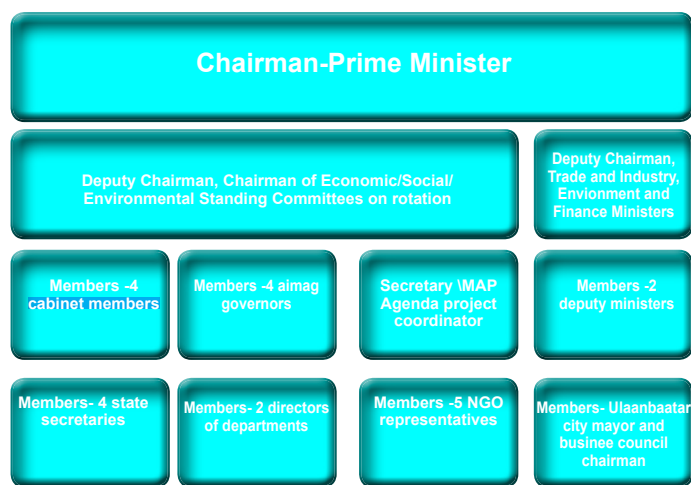 Chairman-Prime Minister
Deputy Chairman, Chairman of Economic/Social/
Environmental Standing Committees on rotation
Deputy Chairman,
Trade and Industry,
Envionment and
Finance Ministers
Members -4
cabinet members
Members -4 aimag
governors
Secretary \MAP
Agenda project
coordinator
Members -2
deputy ministers
Members- 4 state
secretaries
Members- 2 directors
of departments
Members -5 NGO
representatives
Members- Ulaanbaatar
city mayor and
businee council
chairman